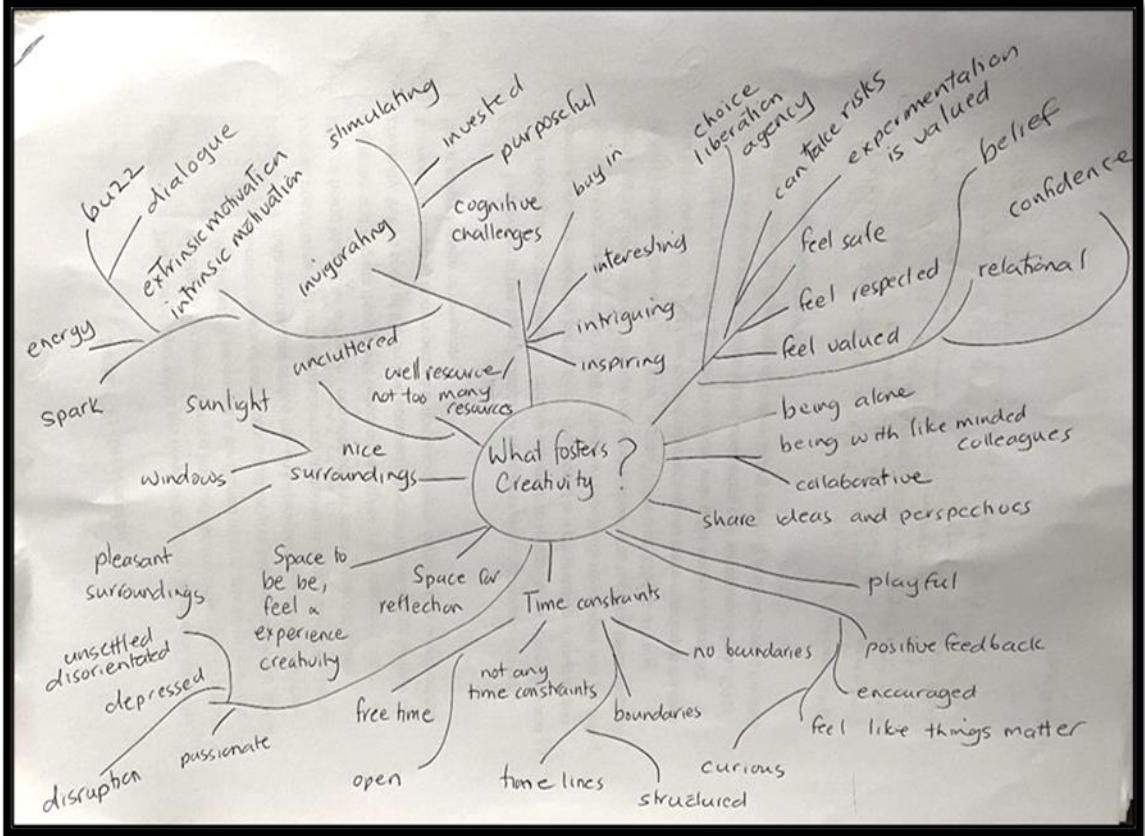 What fosters
Creativity ?
stimulating
invested
purposeful
invigorating
buzz
dialogue
extrinsic motivation
intrinsic motivation
energy
spark
cognitive
challenges
buy in
interesting
intriguing
inspiring
choice
liberation
agency
can take risks
experimentation
is valued
feel safe
feel respected
feel valued
belief
confidence
relational
being alone
being with like minded
colleagues
collaborative
share ideas and perspectives
playful
positive feedback
encouraged
feel like things matter
curious
Time constraints
no boundaries
boundaries
time lines
structured
not any
time constraints
free time
open
Space for
reflection
Space to
be be,
feel a
experience
creativity
unsettled
disorientated
depressed
disruption
passionate
nice
surroundings
sunlight
windows
pleasant
surroundings
uncluttered
well resource/
not too many
resources